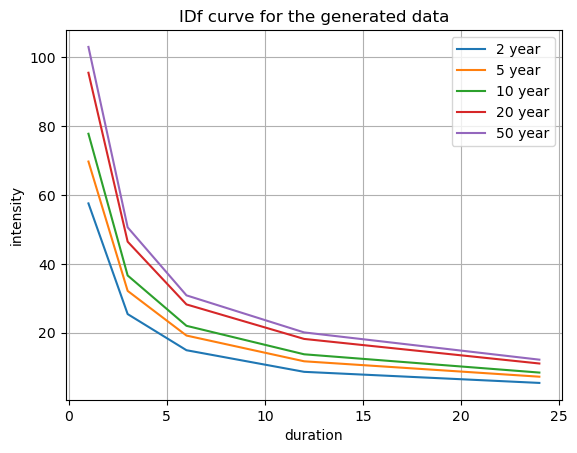 IDf curve for the generated data
100
80
60
40
20
intensity
0
5
10
15
20
25
duration
2 year
5 year
10 year
20 year
50 year